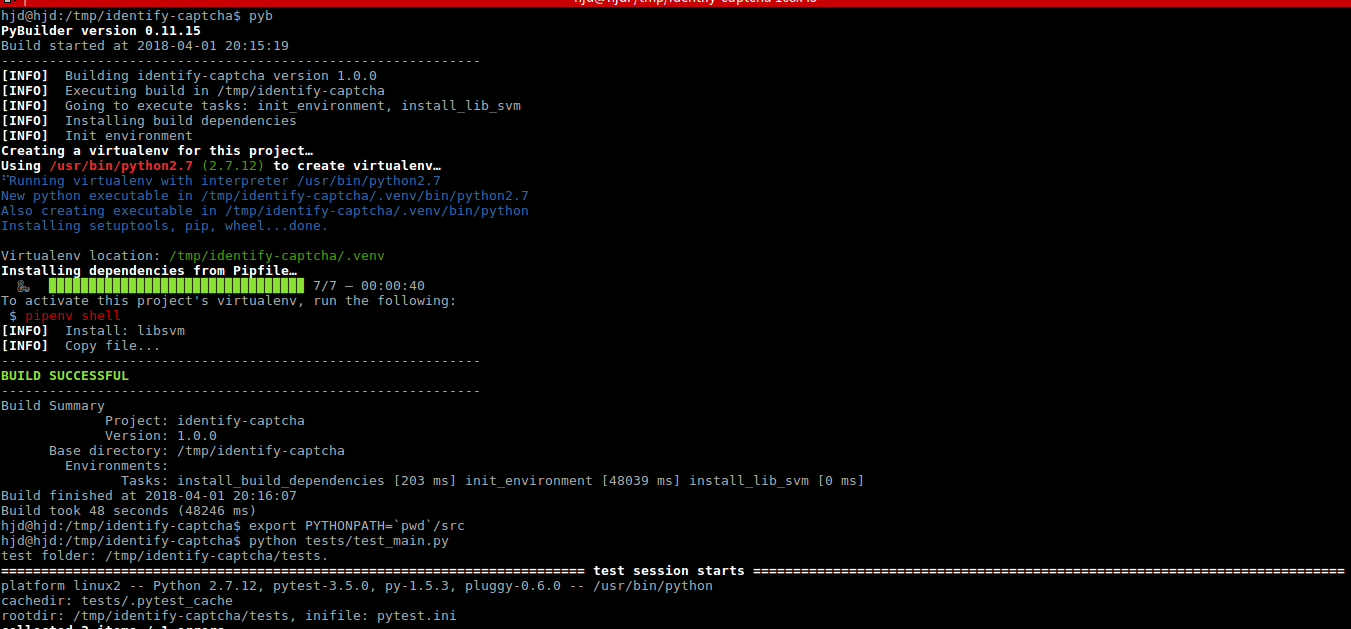 hjd@hjd:/tmp/identify-captcha$ pyb
PyBuilder version 0.11.15
Build started at 2018-04-01 20:15:19
------------------------------------------------------------
[INFO]  Building identify-captcha version 1.0.0
[INFO]  Executing build in /tmp/identify-captcha
[INFO]  Going to execute tasks: init_environment, install_lib_svm
[INFO]  Installing build dependencies
[INFO]  Init environment
Creating a virtualenv for this project…
Using /usr/bin/python2.7 (2.7.12) to create virtualenv…
⠋Running virtualenv with interpreter /usr/bin/python2.7
New python executable in /tmp/identify-captcha/.venv/bin/python2.7
Also creating executable in /tmp/identify-captcha/.venv/bin/python
Installing setuptools, pip, wheel...done.
Virtualenv location: /tmp/identify-captcha/.venv
Installing dependencies from Pipfile…
🐍 ▉▉▉▉▉▉▉▉▉▉▉▉▉▉▉▉▉▉▉▉▉▉▉▉▉▉▉▉▉▉▉▉ 7/7 — 00:00:40
To activate this project's virtualenv, run the following:
$ pipenv shell
[INFO]  Install: libsvm
[INFO]  Copy file...
------------------------------------------------------------
BUILD SUCCESSFUL
------------------------------------------------------------
Build Summary
Project: identify-captcha
Version: 1.0.0
Base directory: /tmp/identify-captcha
Environments:
Tasks: install_build_dependencies [203 ms] init_environment [48039 ms] install_lib_svm [0 ms]
Build finished at 2018-04-01 20:16:07
Build took 48 seconds (48246 ms)
hjd@hjd:/tmp/identify-captcha$ export PYTHONPATH=`pwd`/src
hjd@hjd:/tmp/identify-captcha$ python tests/test_main.py
test folder: /tmp/identify-captcha/tests.
========================================================================= test session starts ==========================================================================
platform linux2 -- Python 2.7.12, pytest-3.5.0, py-1.5.3, pluggy-0.6.0 -- /usr/bin/python
cachedir: tests/.pytest_cache
rootdir: /tmp/identify-captcha/tests, inifile: pytest.ini